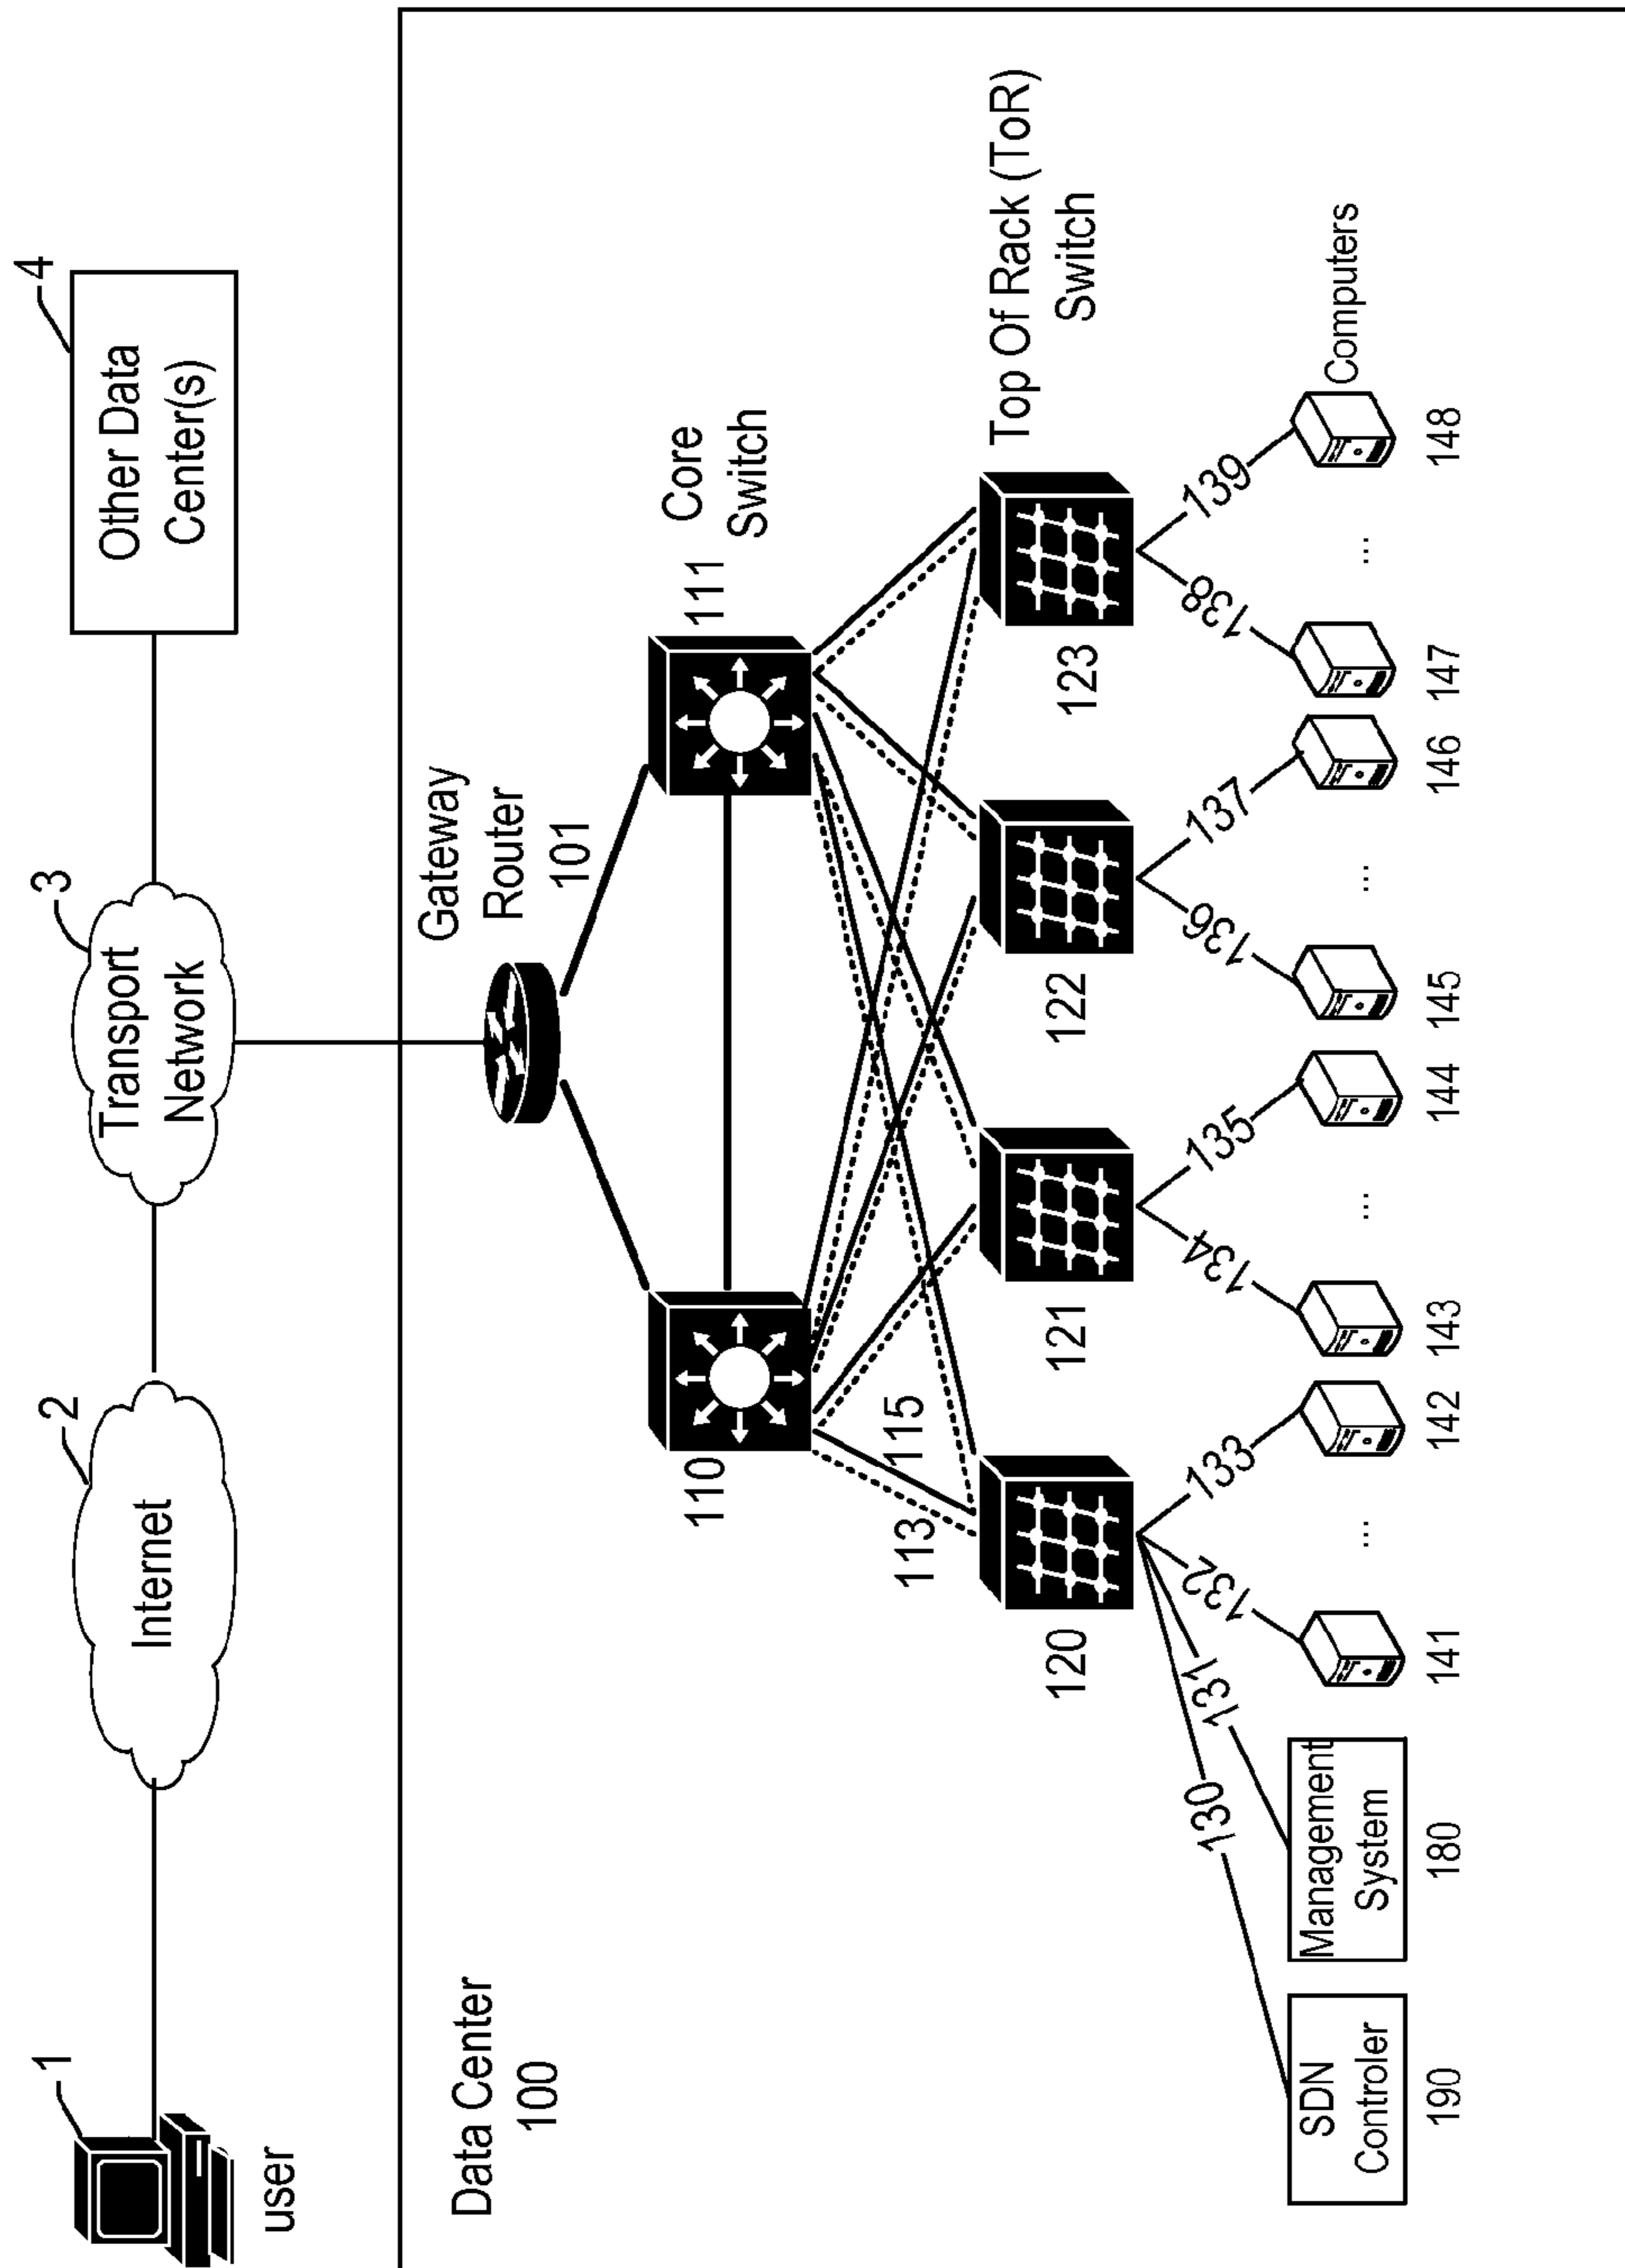 1
user
2
Internet
3
Transport
Network
4
Other Data
Center(s)
Data Center
100
Gateway
Router
101
110
111
Core
Switch
113
115
120
121
122
123
Top Of Rack (ToR)
Switch
130
131
132
133
134
135
136
137
138
139
SDN
Controler
Management
System
...
...
...
...
Computers
190
180
141
142
143
144
145
146
147
148